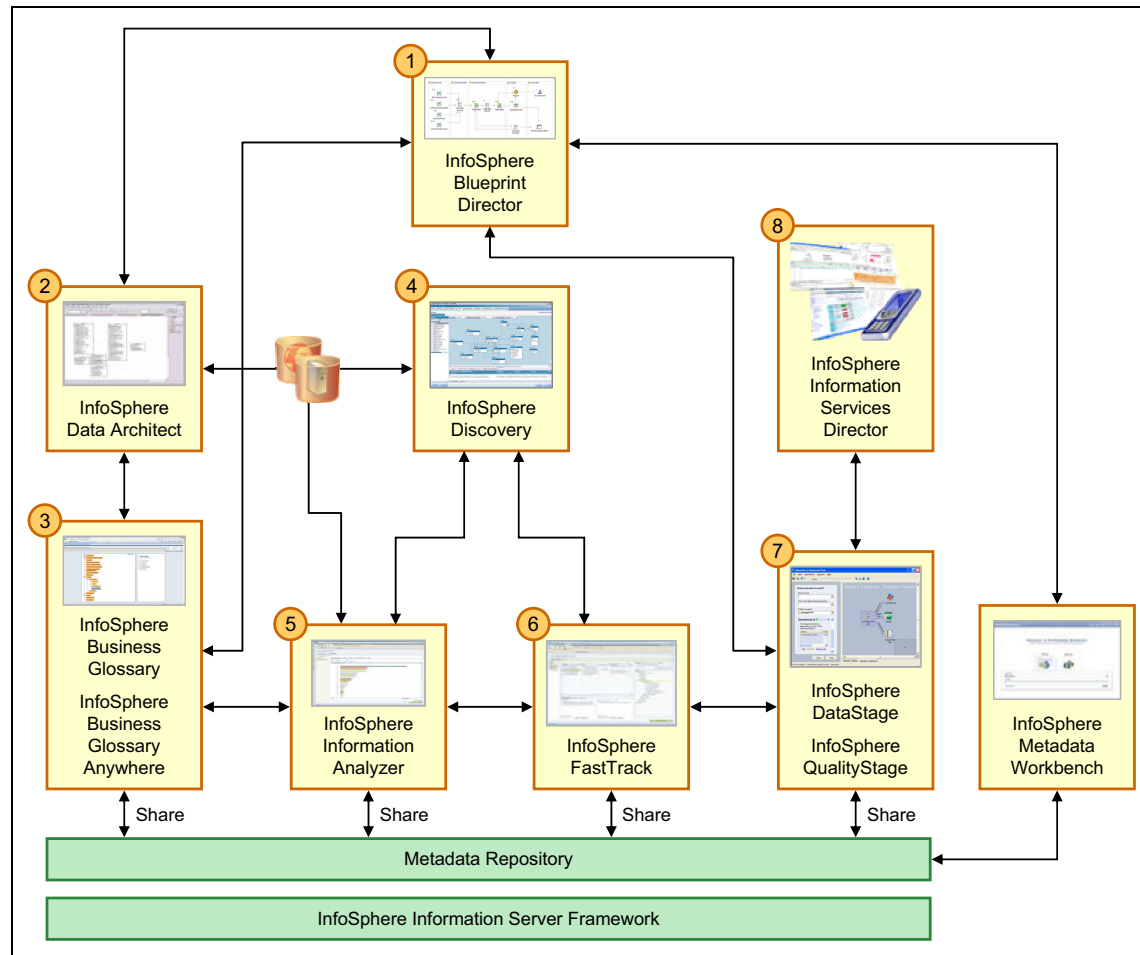 1
InfoSphere
Blueprint
Director
2
InfoSphere
Data Architect
4
InfoSphere
Discovery
8
InfoSphere
Information
Services
Director
3
InfoSphere
Business
Glossary
InfoSphere
Business
Glossary
Anywhere
5
InfoSphere
Information
Analyzer
6
InfoSphere
FastTrack
7
InfoSphere
DataStage
InfoSphere
QualityStage
InfoSphere
Metadata
Workbench
Share
Share
Share
Share
Metadata Repository
InfoSphere Information Server Framework